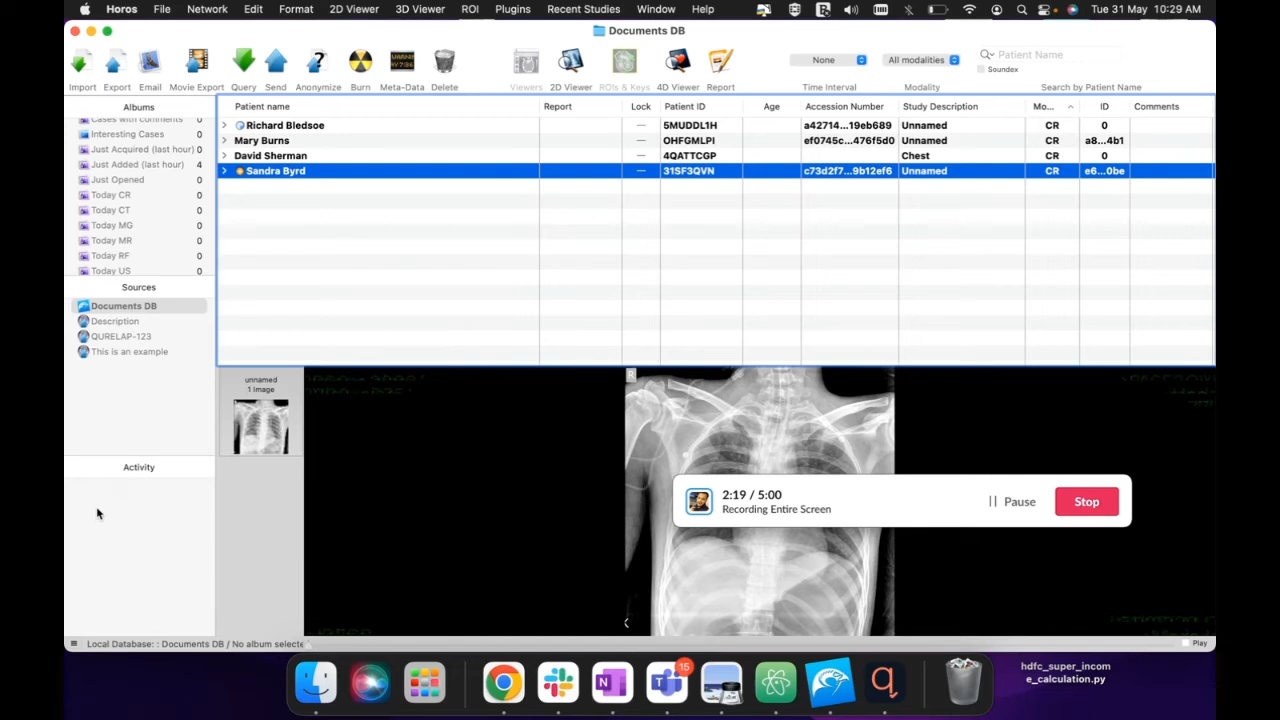 Horos File Network Edit Format 2D Viewer 3D Viewer ROI Plugins Recent Studies Window Help Tue 31 May 10:29 AM
Documents DB
Import Export Email Movie Export Query Send Anonymize Burn Meta-Data Delete Viewers 2D Viewer ROIs & Keys 4D Viewer Report
None All modalities Patient Name
Soundex
Time Interval Modality Search by Patient Name
Albums
Cases with comments 0
Interesting Cases 0
Just Acquired (last hour) 0
Just Added (last hour) 4
Just Opened 0
Today CR 0
Today CT 0
Today MG 0
Today MR 0
Today RF 0
Today US 0
Sources
Documents DB
Description
QURELAP-123
This is an example
Activity
Patient name Report Lock Patient ID Age Accession Number Study Description Mo... ID Comments
Richard Bledsoe — 5MUDDL1H a42714...19eb689 Unnamed CR 0
Mary Burns — OHFGMLPI ef0745c...476f5d0 Unnamed CR a8...4b1
David Sherman — 4QATTCGP Chest CR 0
Sandra Byrd — 31SF3QVN c73d2f7...9b12ef6 Unnamed CR e6...0be
unnamed
1 Image
R
2:19 / 5:00
Recording Entire Screen
Pause Stop
Local Database: : Documents DB / No album selecte
Play
15
hdfc_super_incom
e_calculation.py